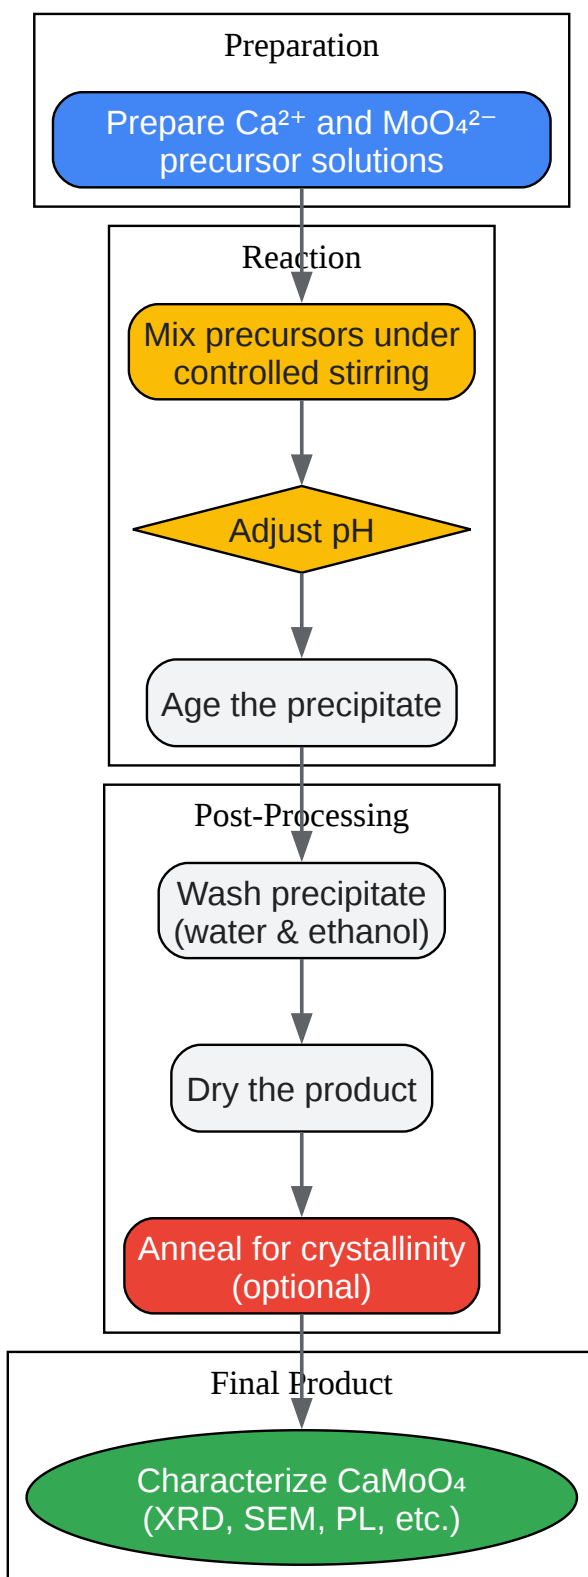 Preparation
Prepare Ca²⁺ and MoO₄²⁻
precursor solutions
Reaction
Mix precursors under
controlled stirring
Adjust pH
Age the precipitate
Post-Processing
Wash precipitate
(water & ethanol)
Dry the product
Anneal for crystallinity
(optional)
Final Product
Characterize CaMoO₄
(XRD, SEM, PL, etc.)